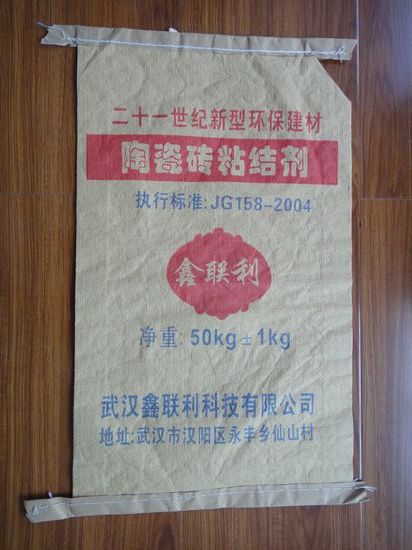 二十一世纪新型环保建材
陶瓷砖粘结剂
执行标准:JG158-2004
鑫联利
净重: 50kg±1kg
武汉鑫联利科技有限公司
地址:武汉市汉阳区永丰乡仙山村